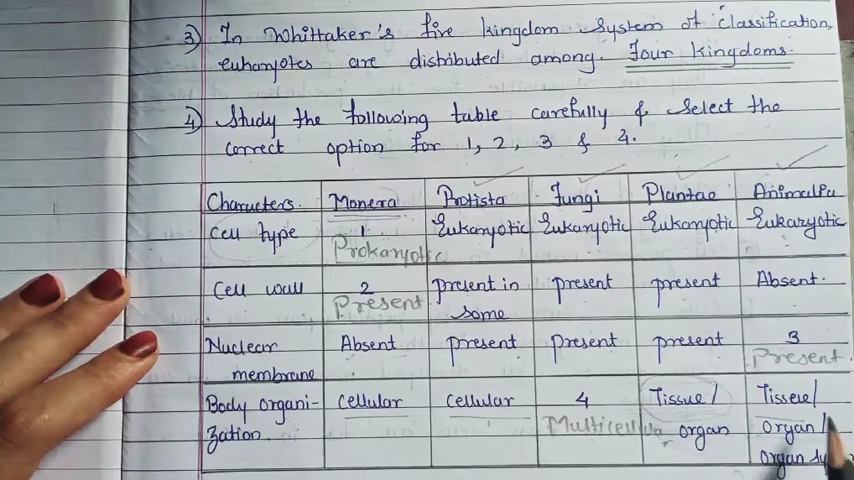 3) In Whittaker's five kingdom system of classification,
eukaryotes are distributed among Four kingdoms.
4) Study the following table carefully & select the
correct option for 1, 2, 3 & 4.
Characters. Monera Protista Fungi Plantae Animalia
Cell type 1 Eukaryotic Eukaryotic Eukaryotic Eukaryotic
Prokaryotic
Cell wall 2 present in present present Absent.
Present some
Nuclear Absent present present present 3
membrane Present
Body organi- cellular cellular 4 Tissue/ Tissue/
zation. organ organ/
organ